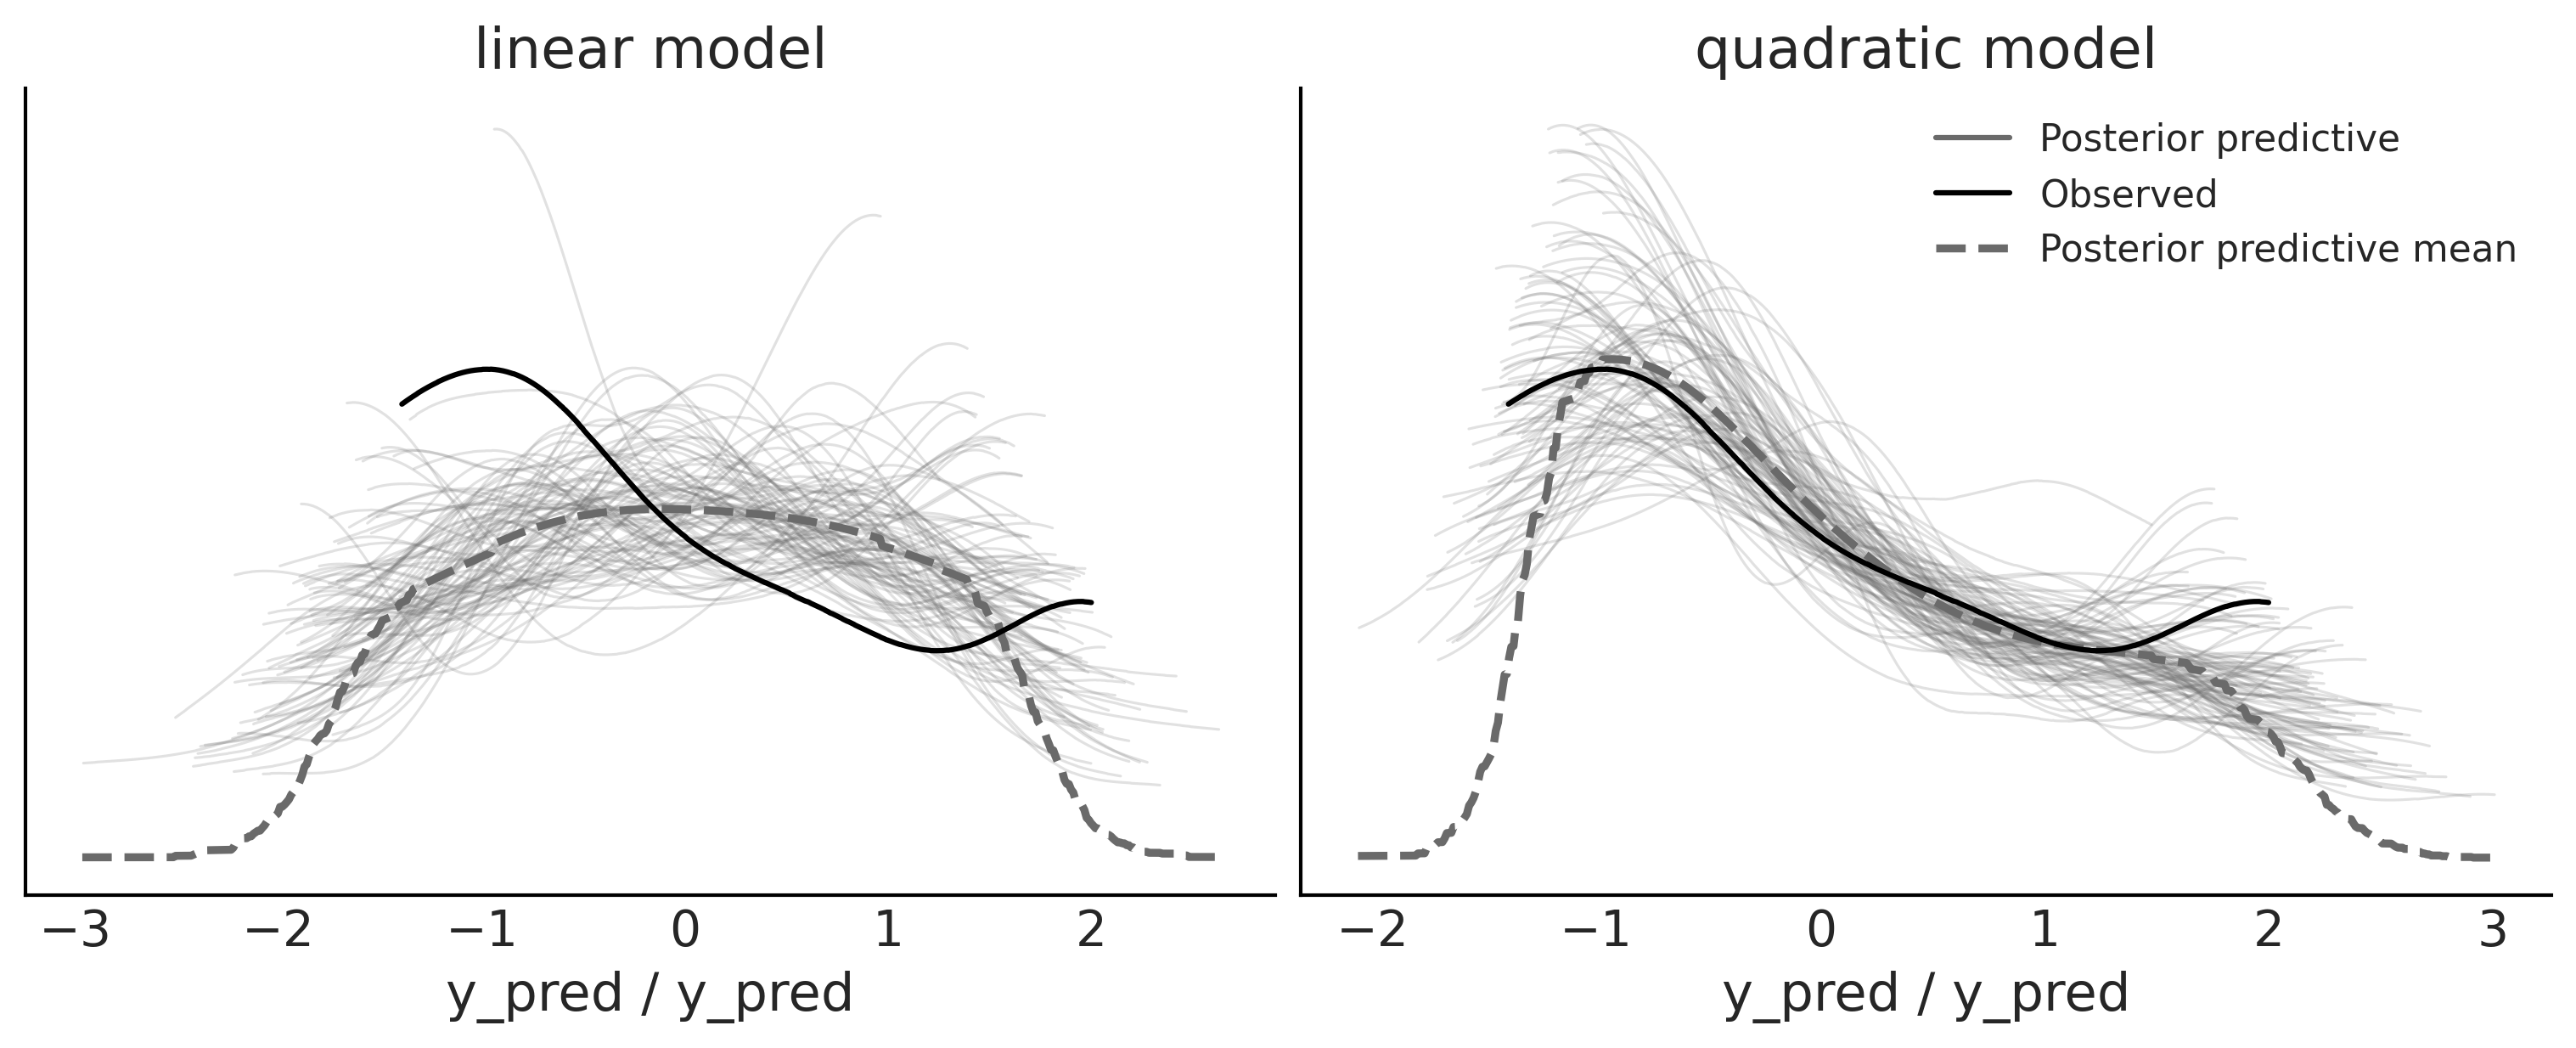 linear model
quadratic model
Posterior predictive
Observed
Posterior predictive mean
−3 −2 −1 0 1 2
−2 −1 0 1 2 3
y_pred / y_pred
y_pred / y_pred